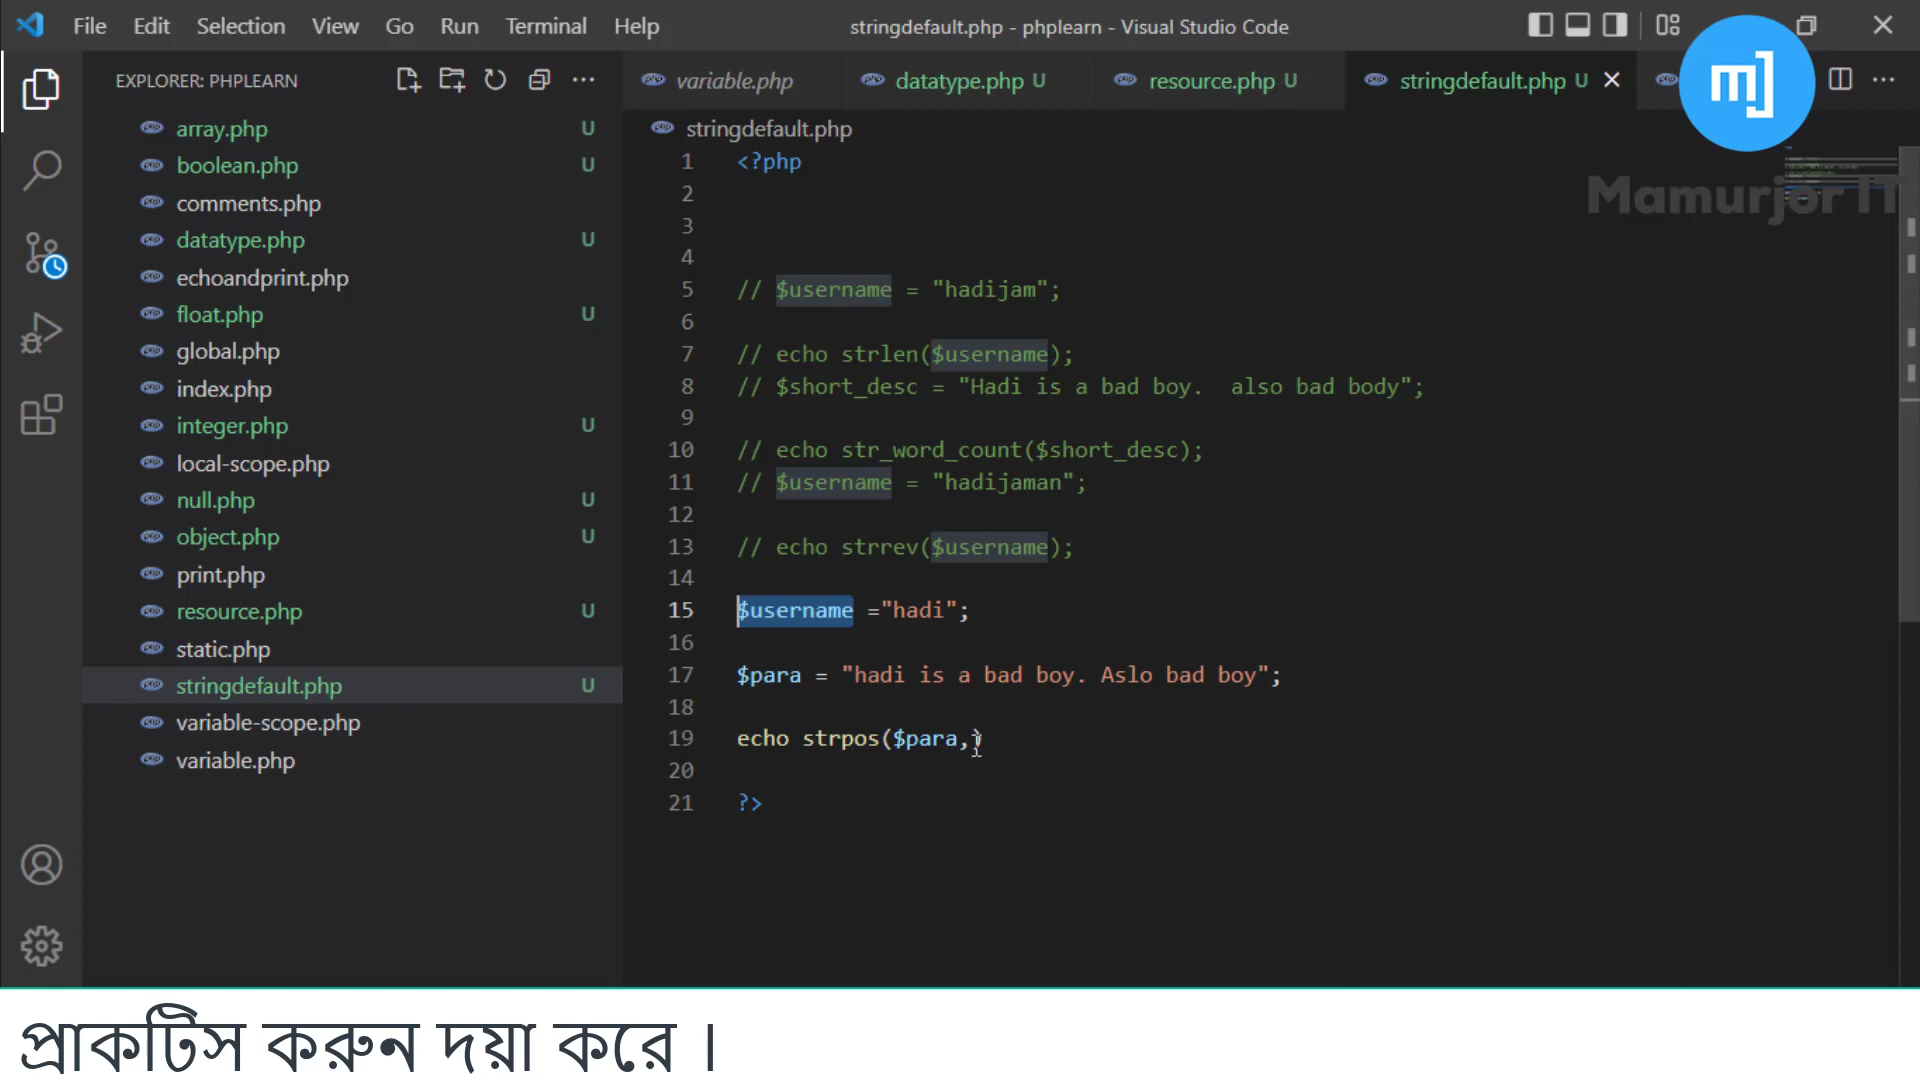 File Edit Selection View Go Run Terminal Help
stringdefault.php - phplearn - Visual Studio Code
EXPLORER: PHPLEARN
variable.php
datatype.php U
resource.php U
stringdefault.php U
mj
Mamurjor IT
array.php U
boolean.php U
comments.php
datatype.php U
echoandprint.php
float.php U
global.php
index.php
integer.php U
local-scope.php
null.php U
object.php U
print.php
resource.php U
static.php
stringdefault.php U
variable-scope.php
variable.php
stringdefault.php
1 <?php
2
3
4
5 // $username = "hadijam";
6
7 // echo strlen($username);
8 // $short_desc = "Hadi is a bad boy.  also bad body";
9
10 // echo str_word_count($short_desc);
11 // $username = "hadijaman";
12
13 // echo strrev($username);
14
15 $username ="hadi";
16
17 $para = "hadi is a bad boy. Aslo bad boy";
18
19 echo strpos($para,)
20
21 ?>
প্রাকটিস করুন দয়া করে ।